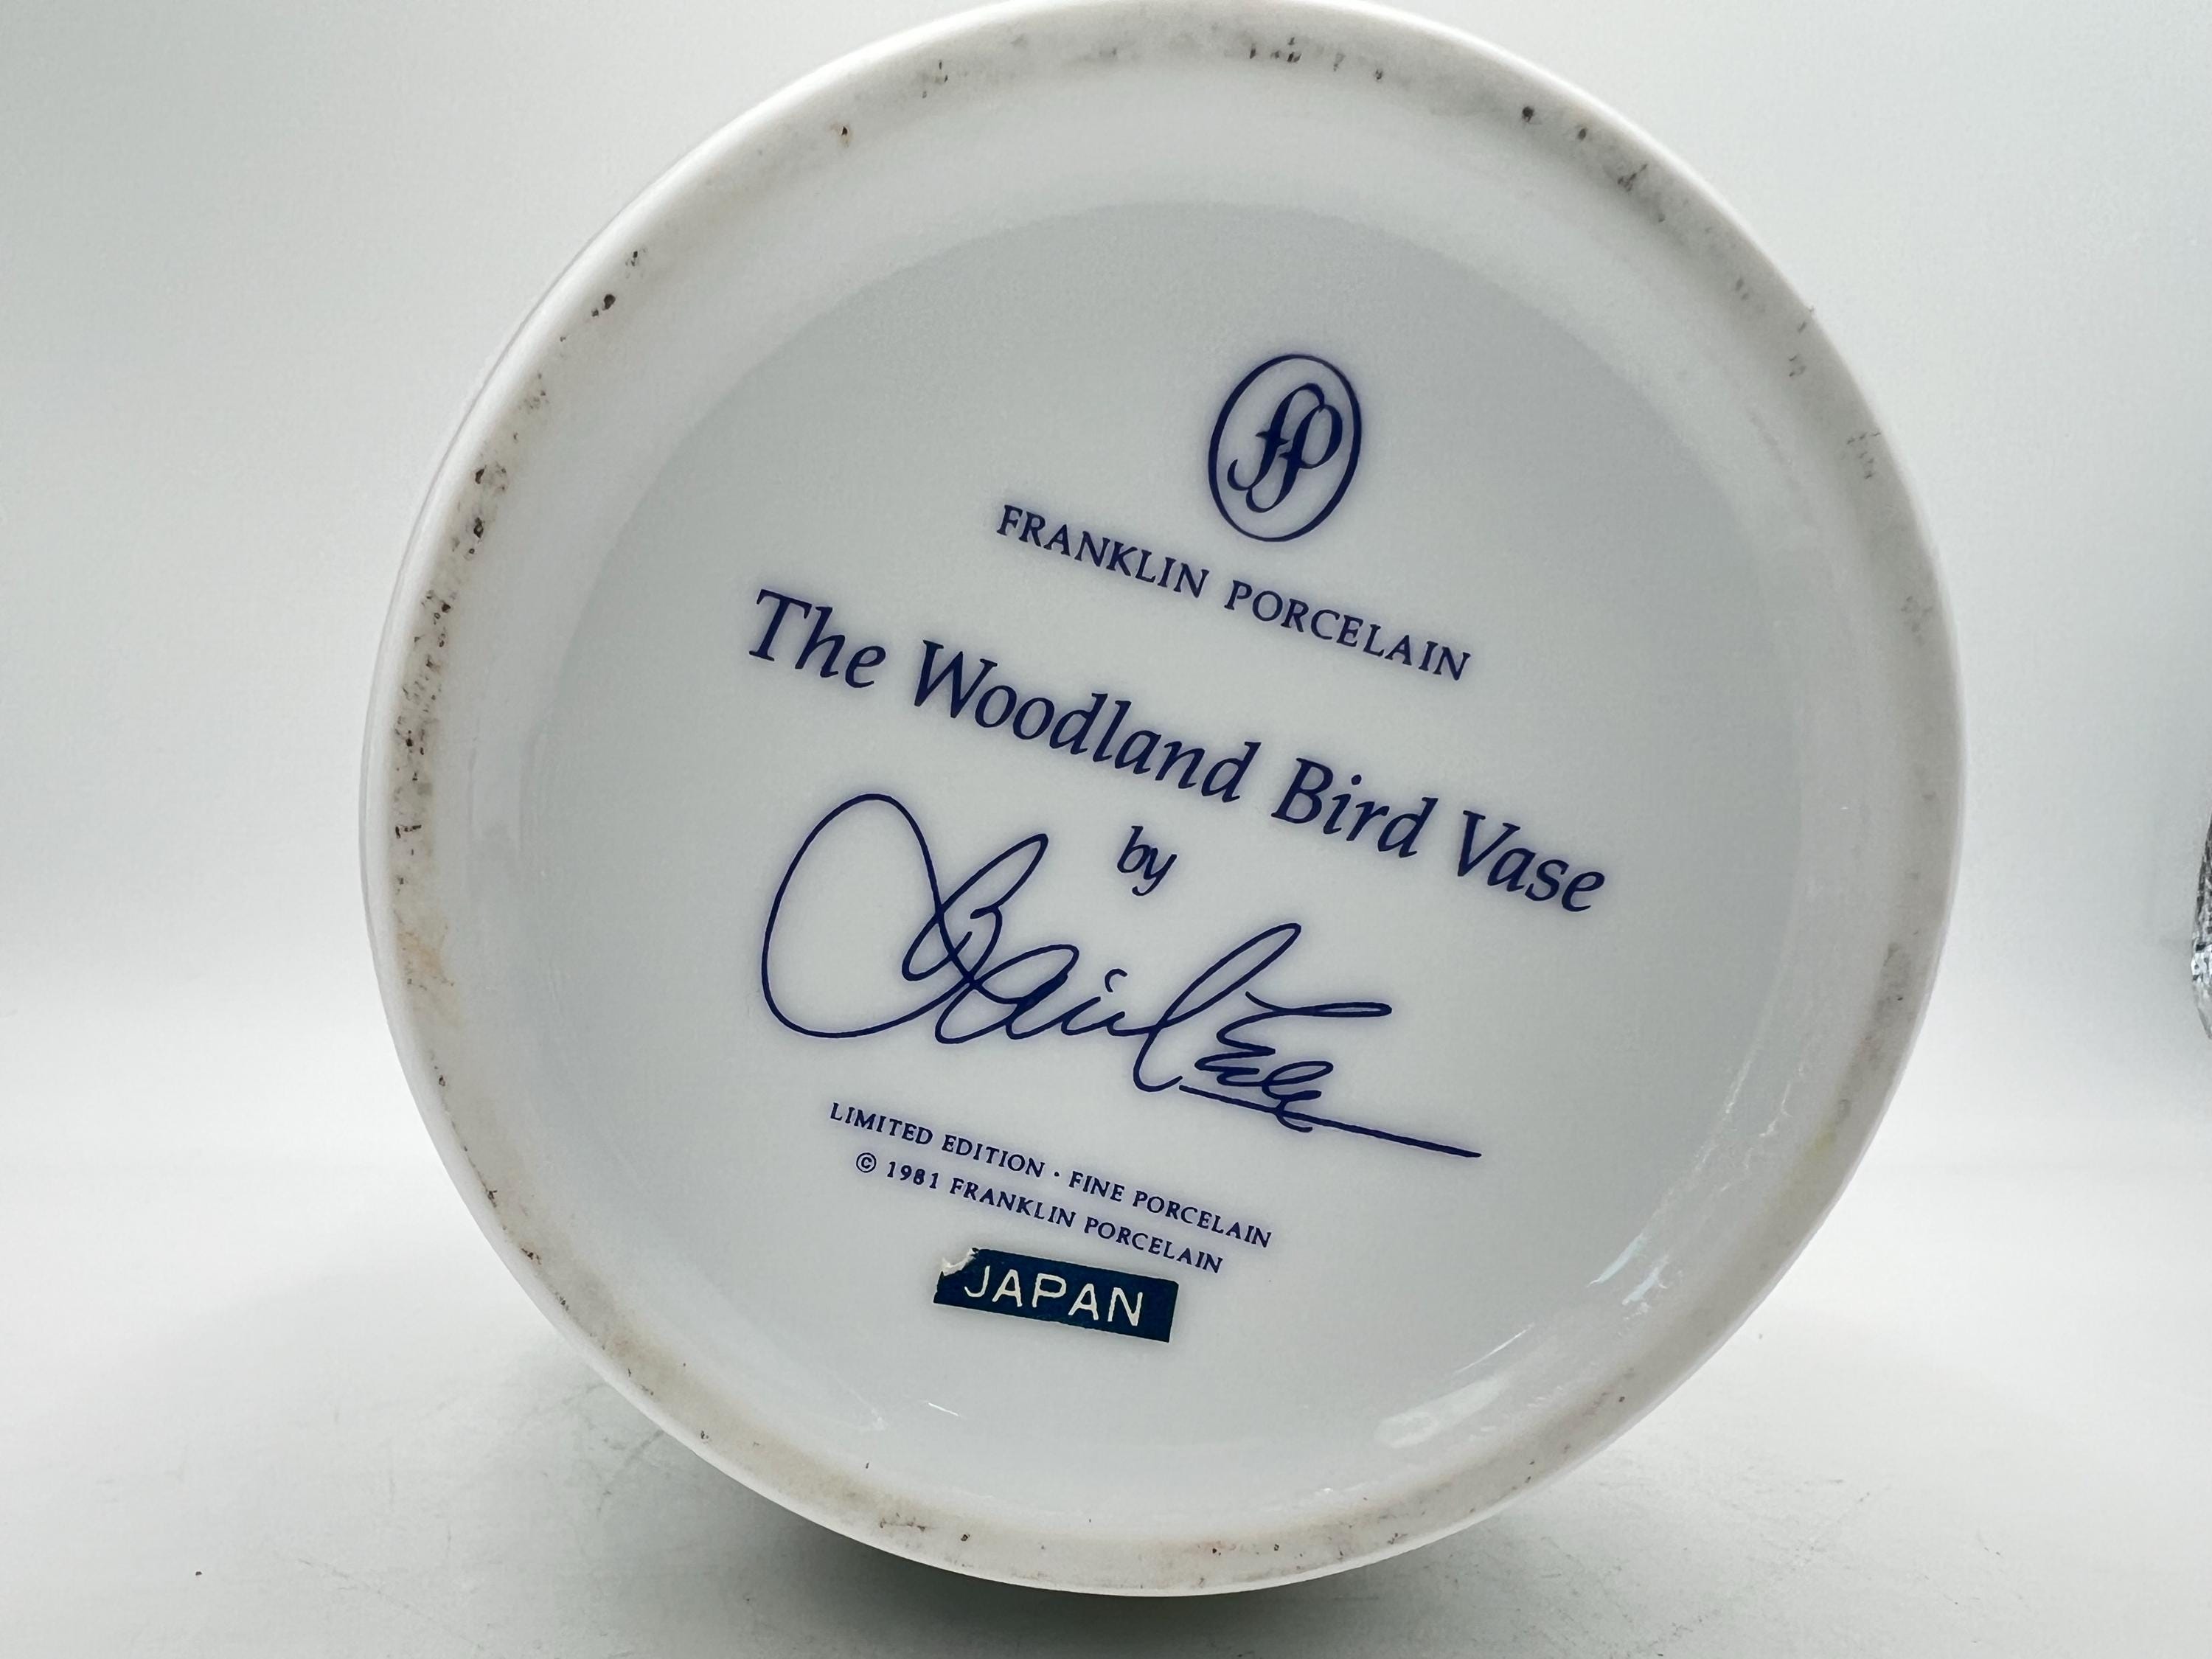 fp
FRANKLIN PORCELAIN
The Woodland Bird Vase
by
LIMITED EDITION · FINE PORCELAIN
© 1981 FRANKLIN PORCELAIN
JAPAN